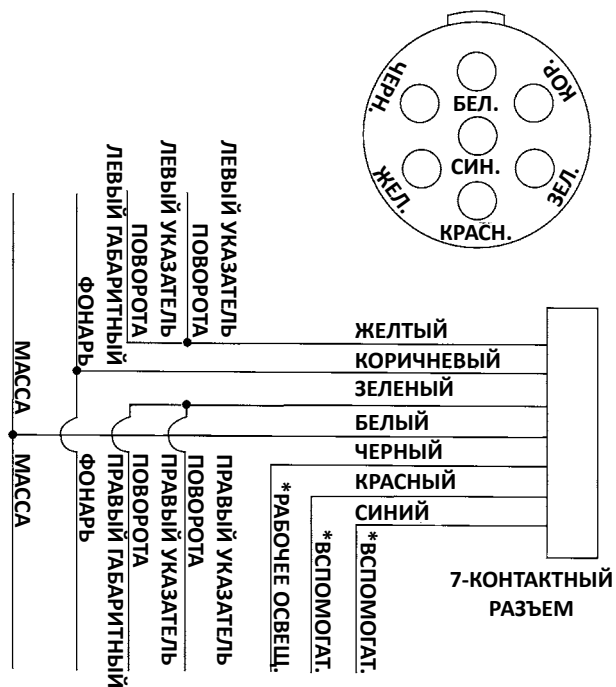 ЧЕРН.
КОР.
БЕЛ.
СИН.
ЖЕЛ.
ЗЕЛ.
КРАСН.
МАССА
ФОНАРЬ
ЛЕВЫЙ ГАБАРИТНЫЙ
ПОВОРОТА
ЛЕВЫЙ УКАЗАТЕЛЬ
ПОВОРОТА
ЛЕВЫЙ УКАЗАТЕЛЬ
ЖЕЛТЫЙ
КОРИЧНЕВЫЙ
ЗЕЛЕНЫЙ
БЕЛЫЙ
ЧЕРНЫЙ
КРАСНЫЙ
СИНИЙ
МАССА
ФОНАРЬ
ПРАВЫЙ ГАБАРИТНЫЙ
ПОВОРОТА
ПРАВЫЙ УКАЗАТЕЛЬ
ПОВОРОТА
ПРАВЫЙ УКАЗАТЕЛЬ
*РАБОЧЕЕ ОСВЕЩ.
*ВСПОМОГАТ.
*ВСПОМОГАТ.
7-КОНТАКТНЫЙ
РАЗЪЕМ